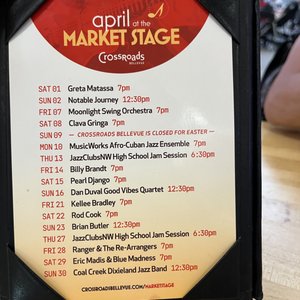 april at the
MARKET STAGE
CROSSROADS
BELLEVUE
SAT 01 Greta Matassa 7pm
SUN 02 Notable Journey 12:30pm
FRI 07 Moonlight Swing Orchestra 7pm
SAT 08 Clava Gringa 7pm
SUN 09 — CROSSROADS BELLEVUE IS CLOSED FOR EASTER —
MON 10 MusicWorks Afro-Cuban Jazz Ensemble 7pm
THU 13 JazzClubsNW High School Jam Session 6:30pm
FRI 14 Billy Brandt 7pm
SAT 15 Pearl Django 7pm
SUN 16 Dan Duval Good Vibes Quartet 12:30pm
FRI 21 Kellee Bradley 7pm
SAT 22 Rod Cook 7pm
SUN 23 Brian Butler 12:30pm
THU 27 JazzClubsNW High School Jam Session 6:30pm
FRI 28 Ranger & The Re-Arrangers 7pm
SAT 29 Eric Madis & Blue Madness 7pm
SUN 30 Coal Creek Dixieland Jazz Band 12:30pm
CROSSROADSBELLEVUE.COM/MARKETSTAGE